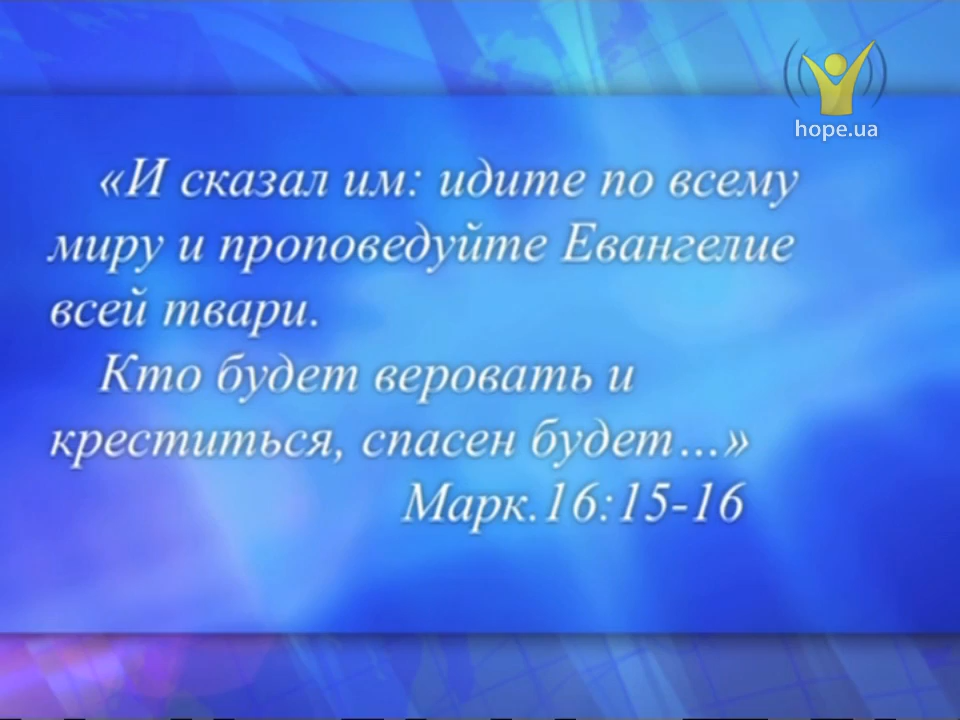 hope.ua
«И сказал им: идите по всему
миру и проповедуйте Евангелие
всей твари.
Кто будет веровать и
креститься, спасен будет...»
Марк.16:15-16